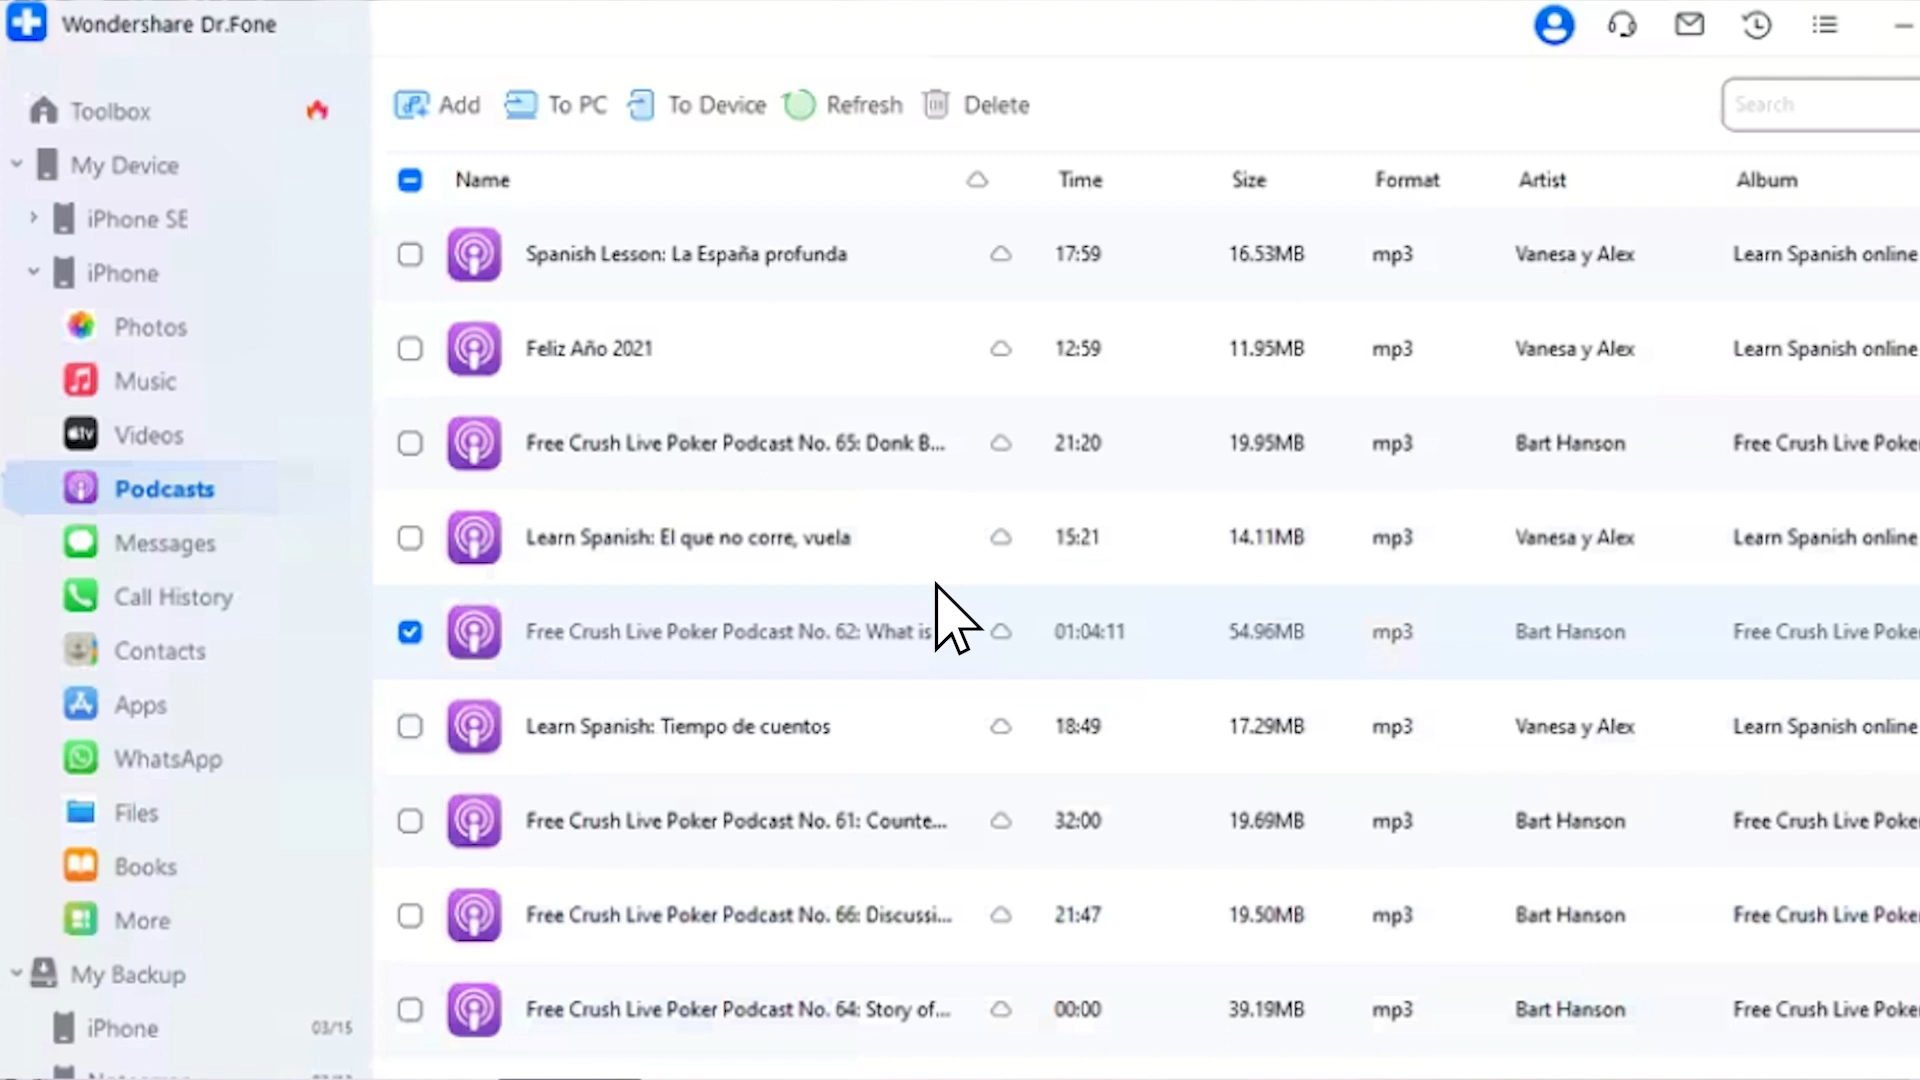 Wondershare Dr.Fone
Toolbox
My Device
iPhone SE
iPhone
Photos
Music
Videos
Podcasts
Messages
Call History
Contacts
Apps
WhatsApp
Files
Books
More
My Backup
iPhone 03/15
Add To PC To Device Refresh Delete Search
Name Time Size Format Artist Album
Spanish Lesson: La España profunda 17:59 16.53MB mp3 Vanesa y Alex Learn Spanish online
Feliz Año 2021 12:59 11.95MB mp3 Vanesa y Alex Learn Spanish online
Free Crush Live Poker Podcast No. 65: Donk B... 21:20 19.95MB mp3 Bart Hanson Free Crush Live Poke
Learn Spanish: El que no corre, vuela 15:21 14.11MB mp3 Vanesa y Alex Learn Spanish online
Free Crush Live Poker Podcast No. 62: What is 01:04:11 54.96MB mp3 Bart Hanson Free Crush Live Poke
Learn Spanish: Tiempo de cuentos 18:49 17.29MB mp3 Vanesa y Alex Learn Spanish online
Free Crush Live Poker Podcast No. 61: Counte... 32:00 19.69MB mp3 Bart Hanson Free Crush Live Poke
Free Crush Live Poker Podcast No. 66: Discussi... 21:47 19.50MB mp3 Bart Hanson Free Crush Live Poke
Free Crush Live Poker Podcast No. 64: Story of... 00:00 39.19MB mp3 Bart Hanson Free Crush Live Poke